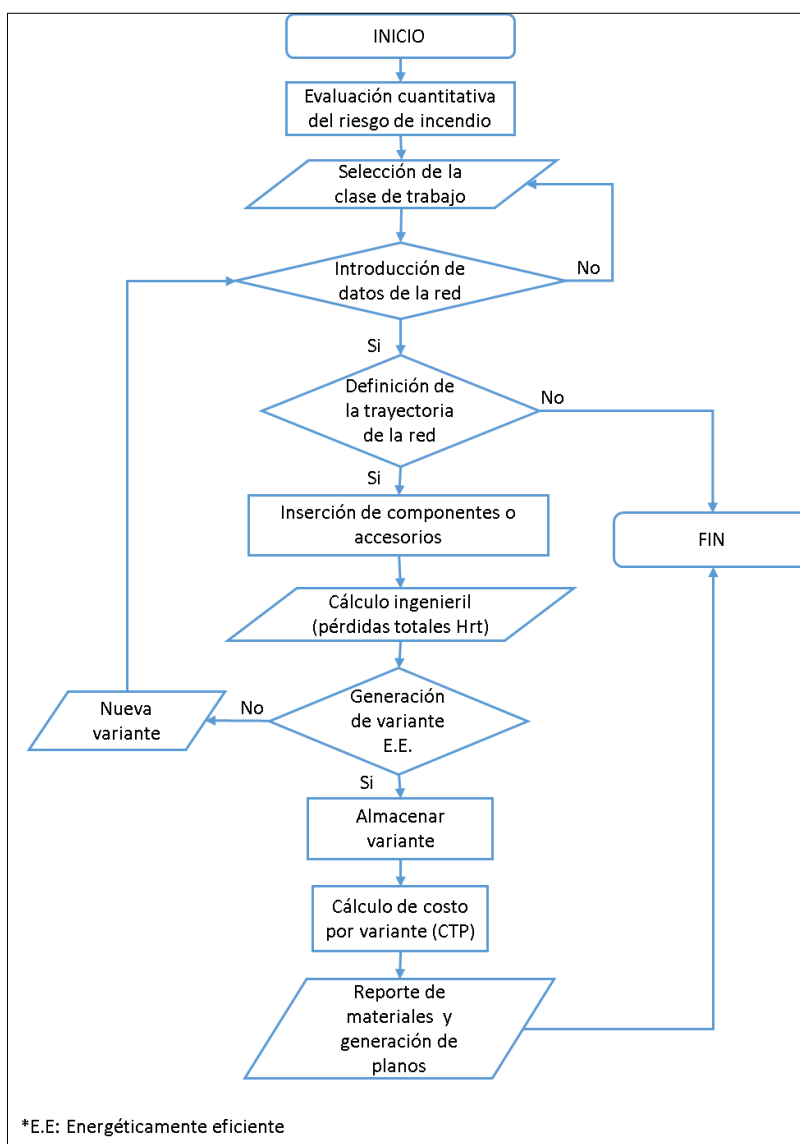 INICIO
Evaluación cuantitativa
del riesgo de incendio
Selección de la
clase de trabajo
Introducción de
datos de la red
No
Si
Definición de
la trayectoria
de la red
No
Si
Inserción de componentes o
accesorios
FIN
Cálculo ingenieril
(pérdidas totales Hrt)
Generación
de variante
E.E.
No
Nueva
variante
Si
Almacenar
variante
Cálculo de costo
por variante (CTP)
Reporte de
materiales y
generación de
planos
*E.E: Energéticamente eficiente